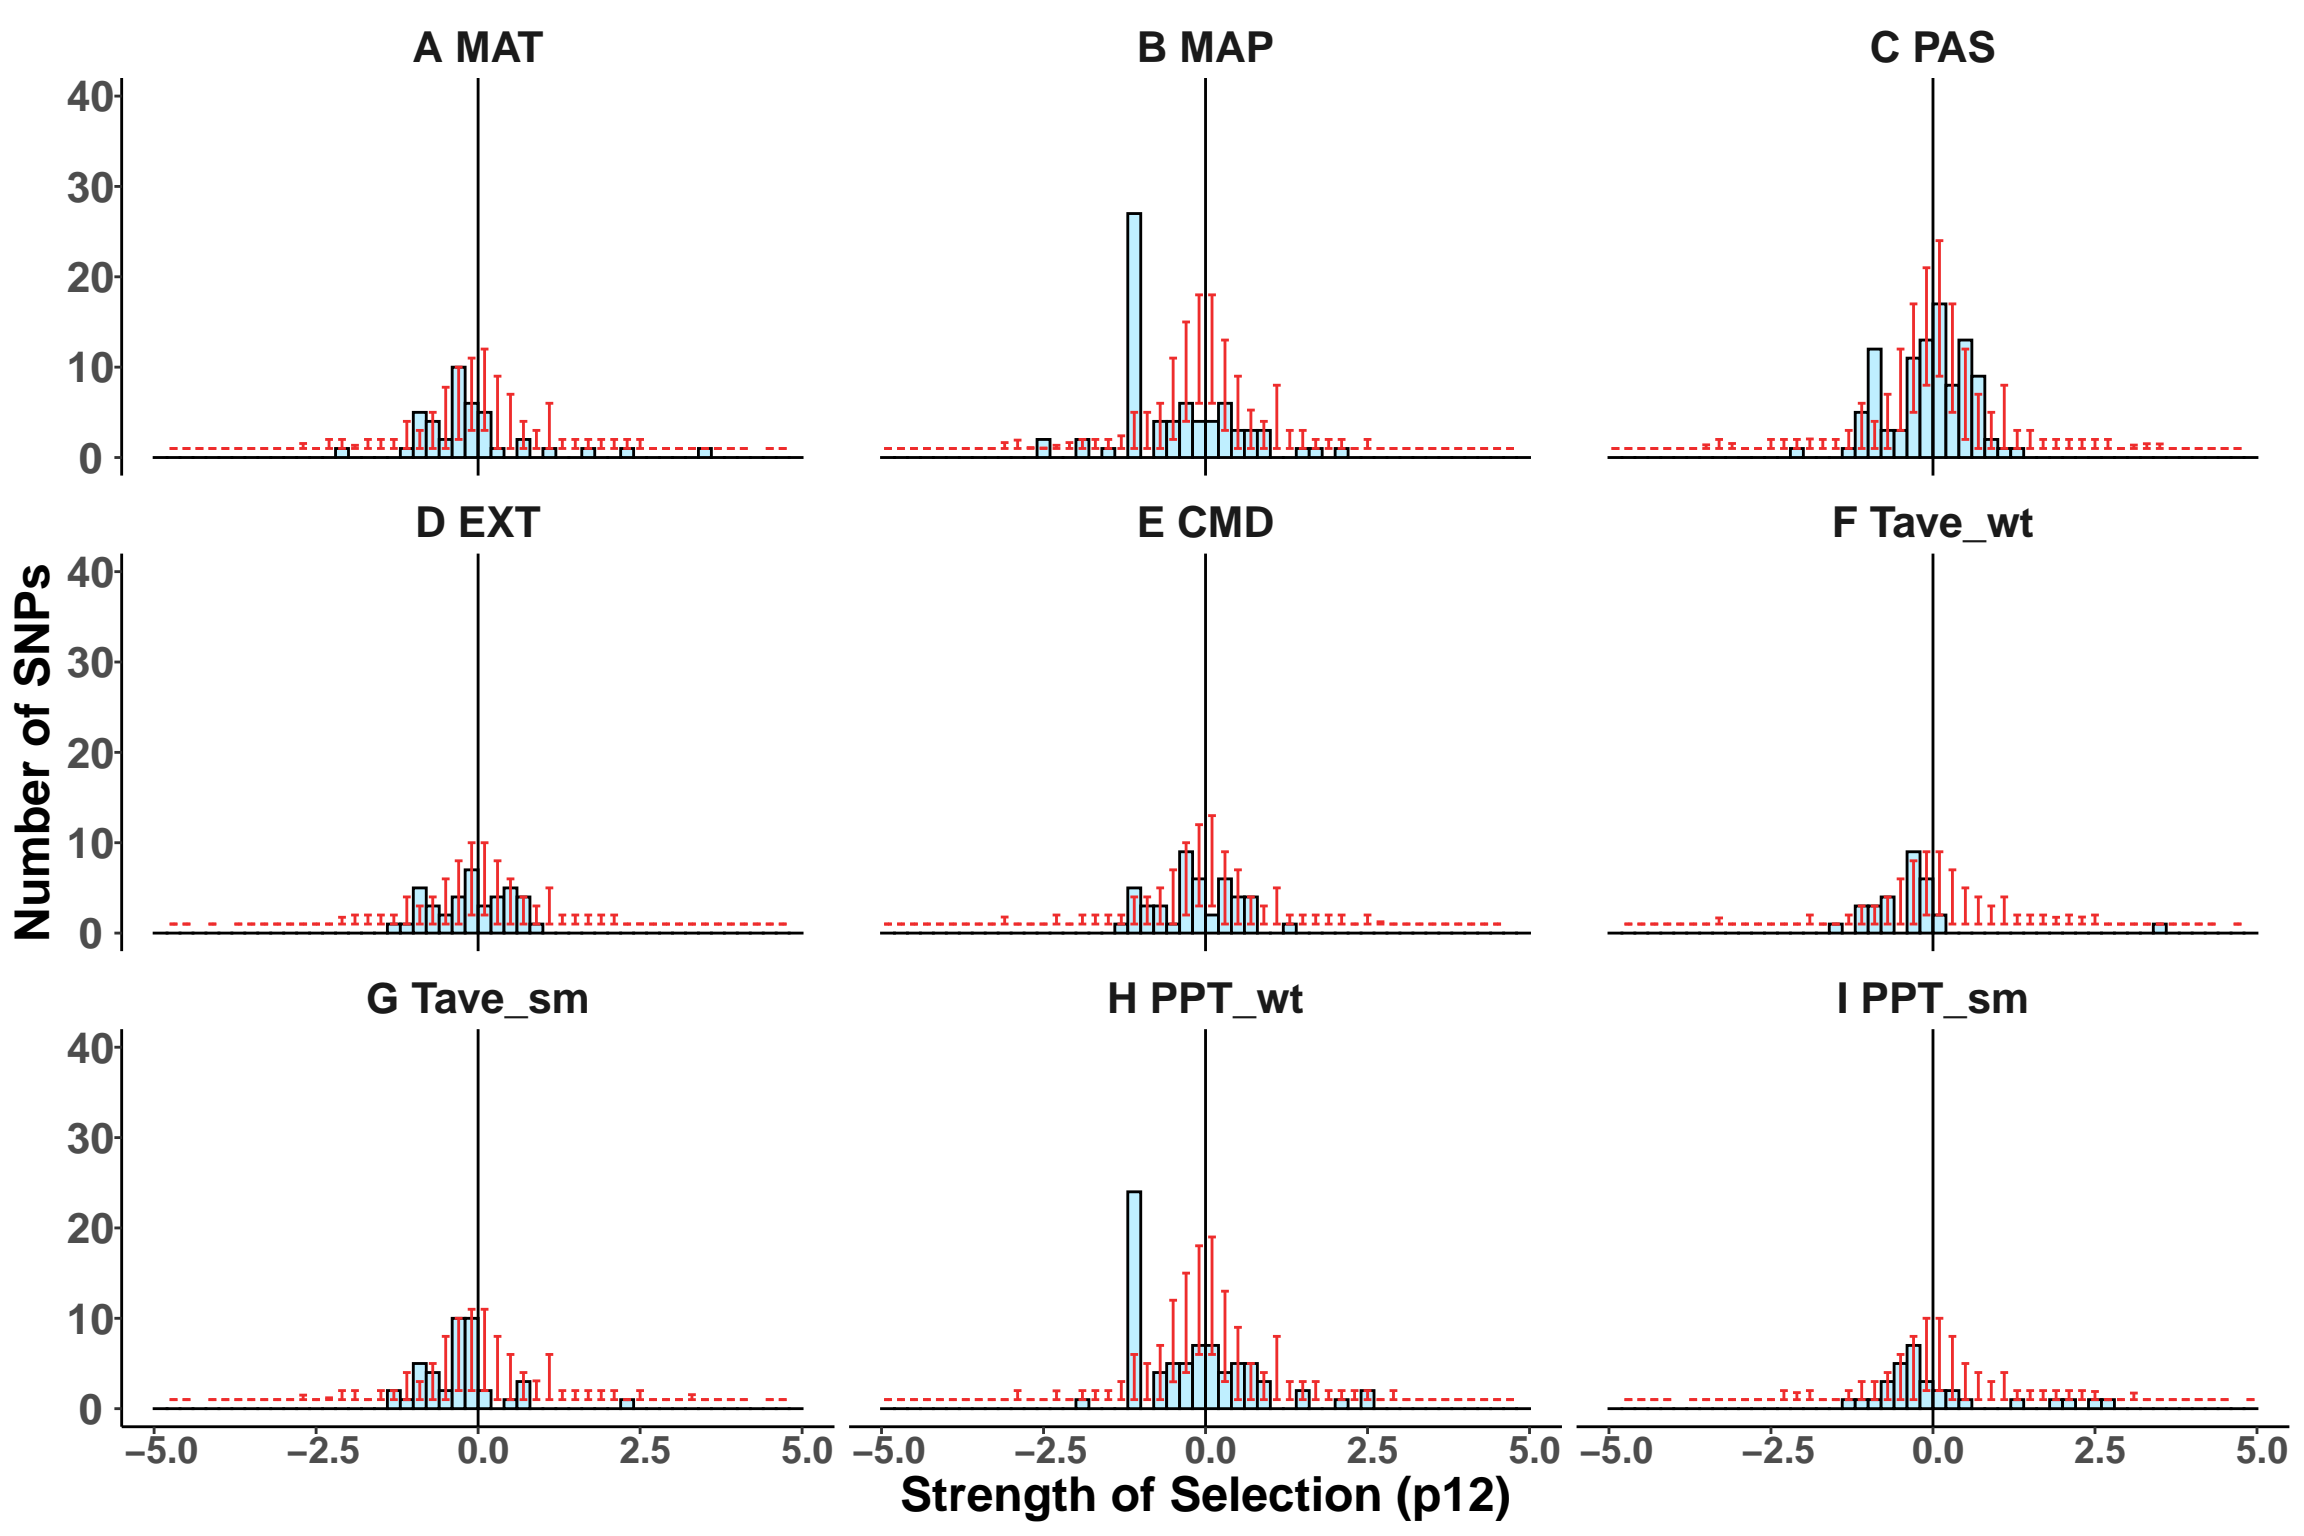 A MAT
B MAP
C PAS
40
30
20
10
0
D EXT
E CMD
F Tave_wt
40
30
20
10
0
G Tave_sm
H PPT_wt
I PPT_sm
40
30
20
10
0
−5.0 −2.5 0.0 2.5 5.0
−5.0 −2.5 0.0 2.5 5.0
−5.0 −2.5 0.0 2.5 5.0
Number of SNPs
Strength of Selection (p12)